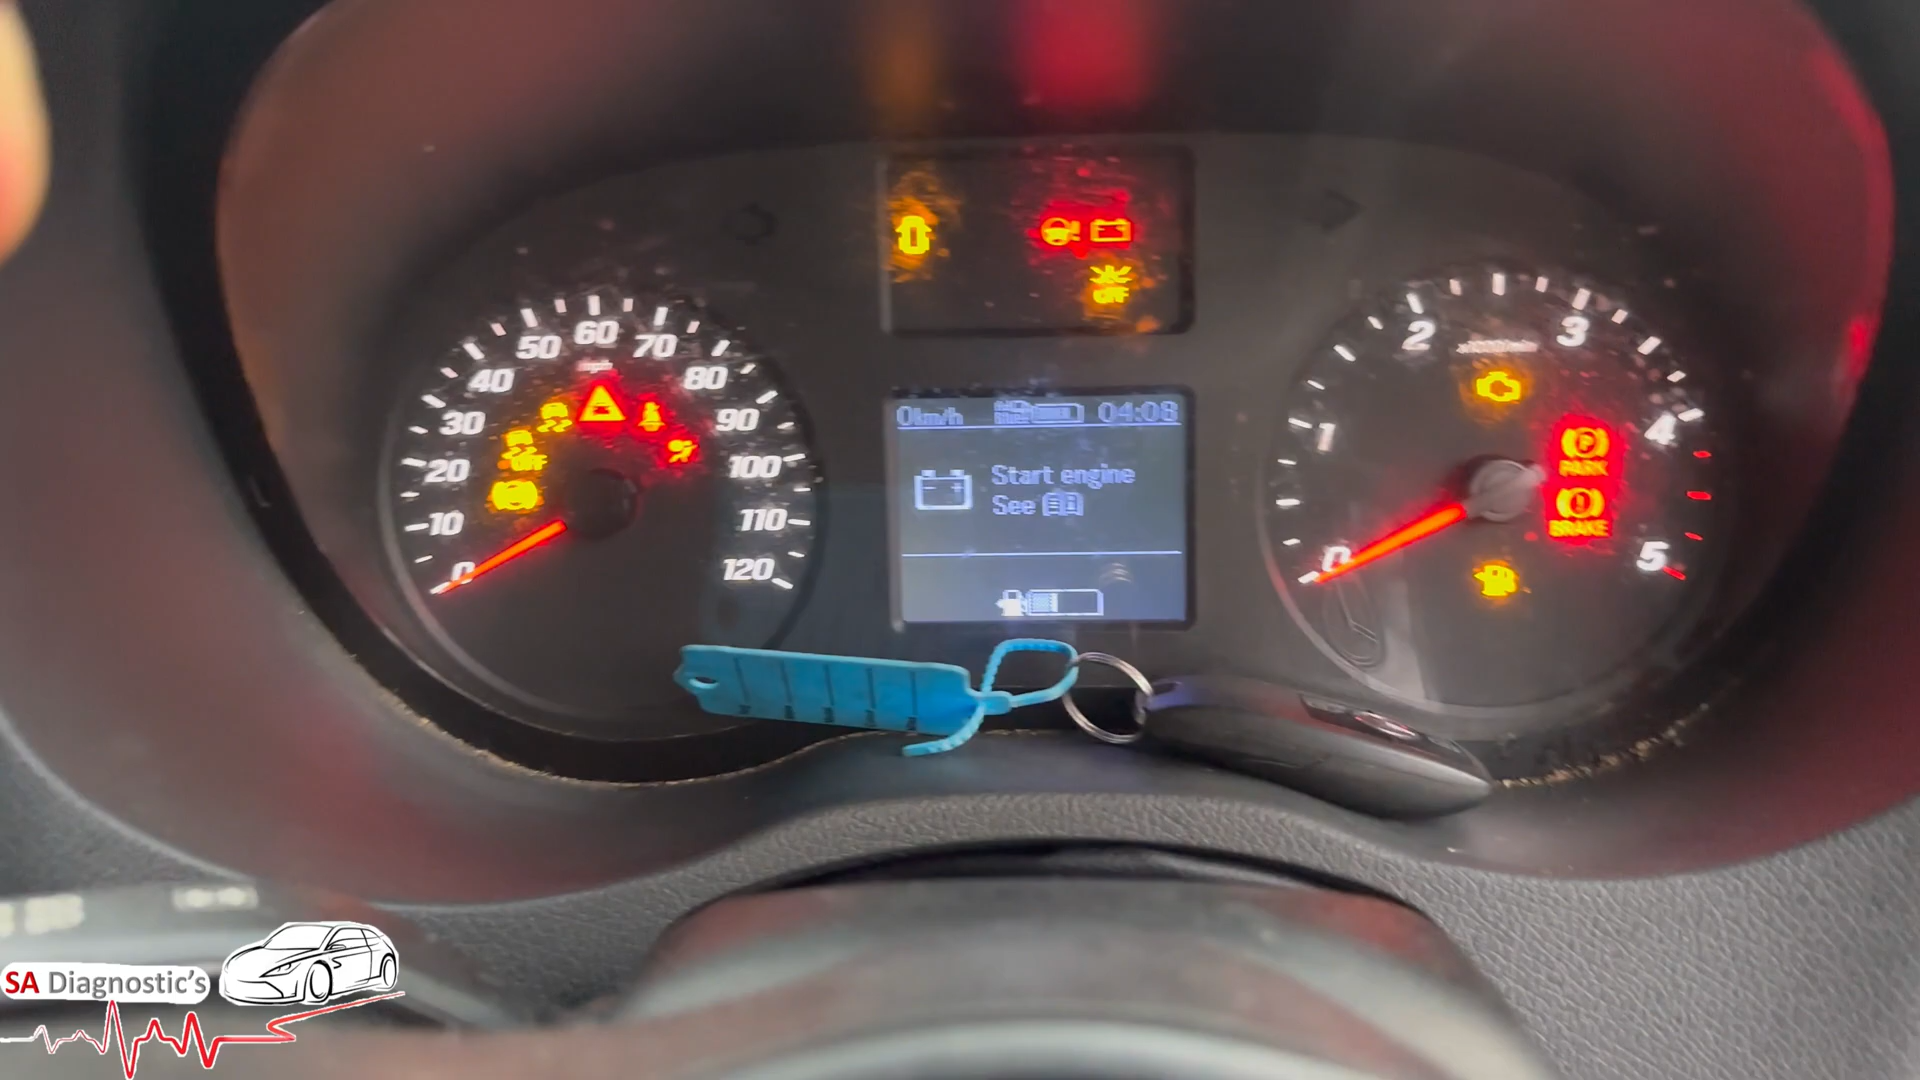 OFF
0 10 20 30 40 50 60 70 80 90 100 110 120
mph
OFF
0km/h 04:08
Start engine
See
0 1 2 3 4 5
PARK
BRAKE
SA Diagnostic's